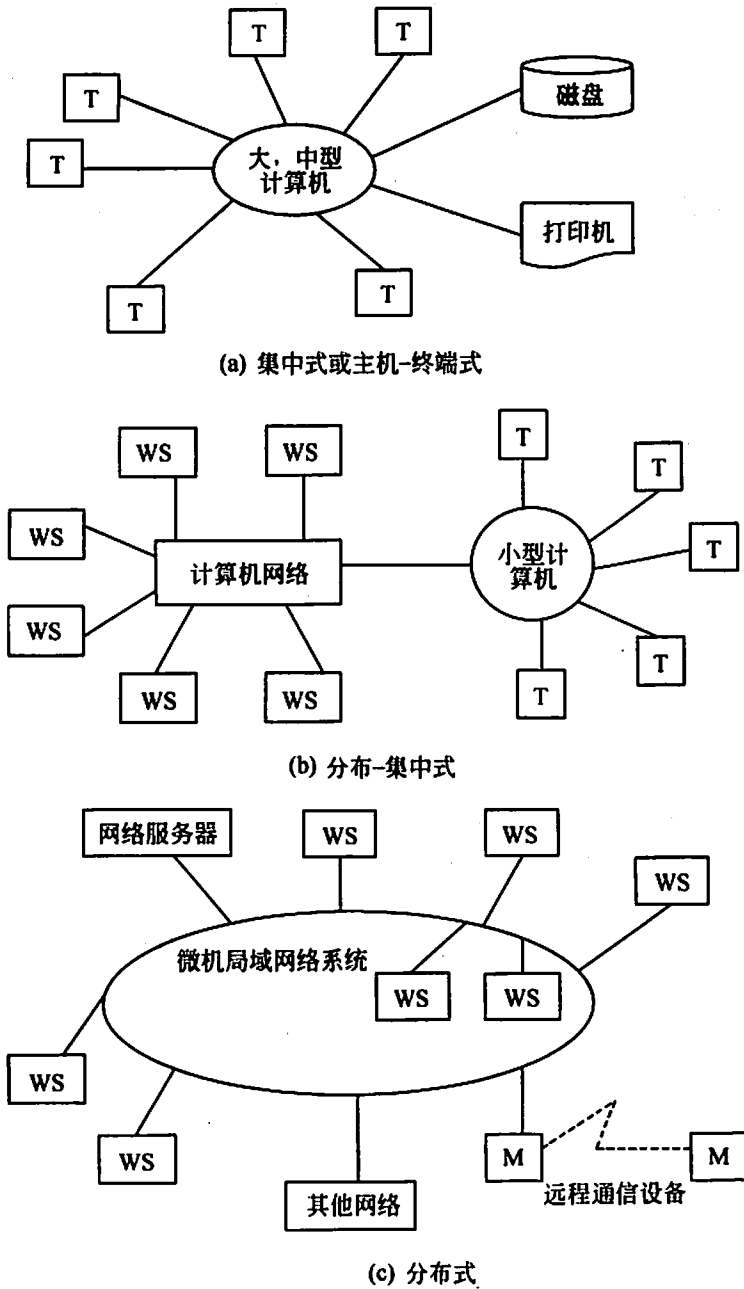 T
T
T
磁盘
T
大，中型
计算机
打印机
T
T
(a) 集中式或主机-终端式
T
WS
WS
T
WS
小型计
算机
T
计算机网络
WS
T
WS
WS
T
(b) 分布-集中式
网络服务器
WS
WS
WS
微机局域网络系统
WS
WS
WS
WS
M
M
远程通信设备
其他网络
(c) 分布式